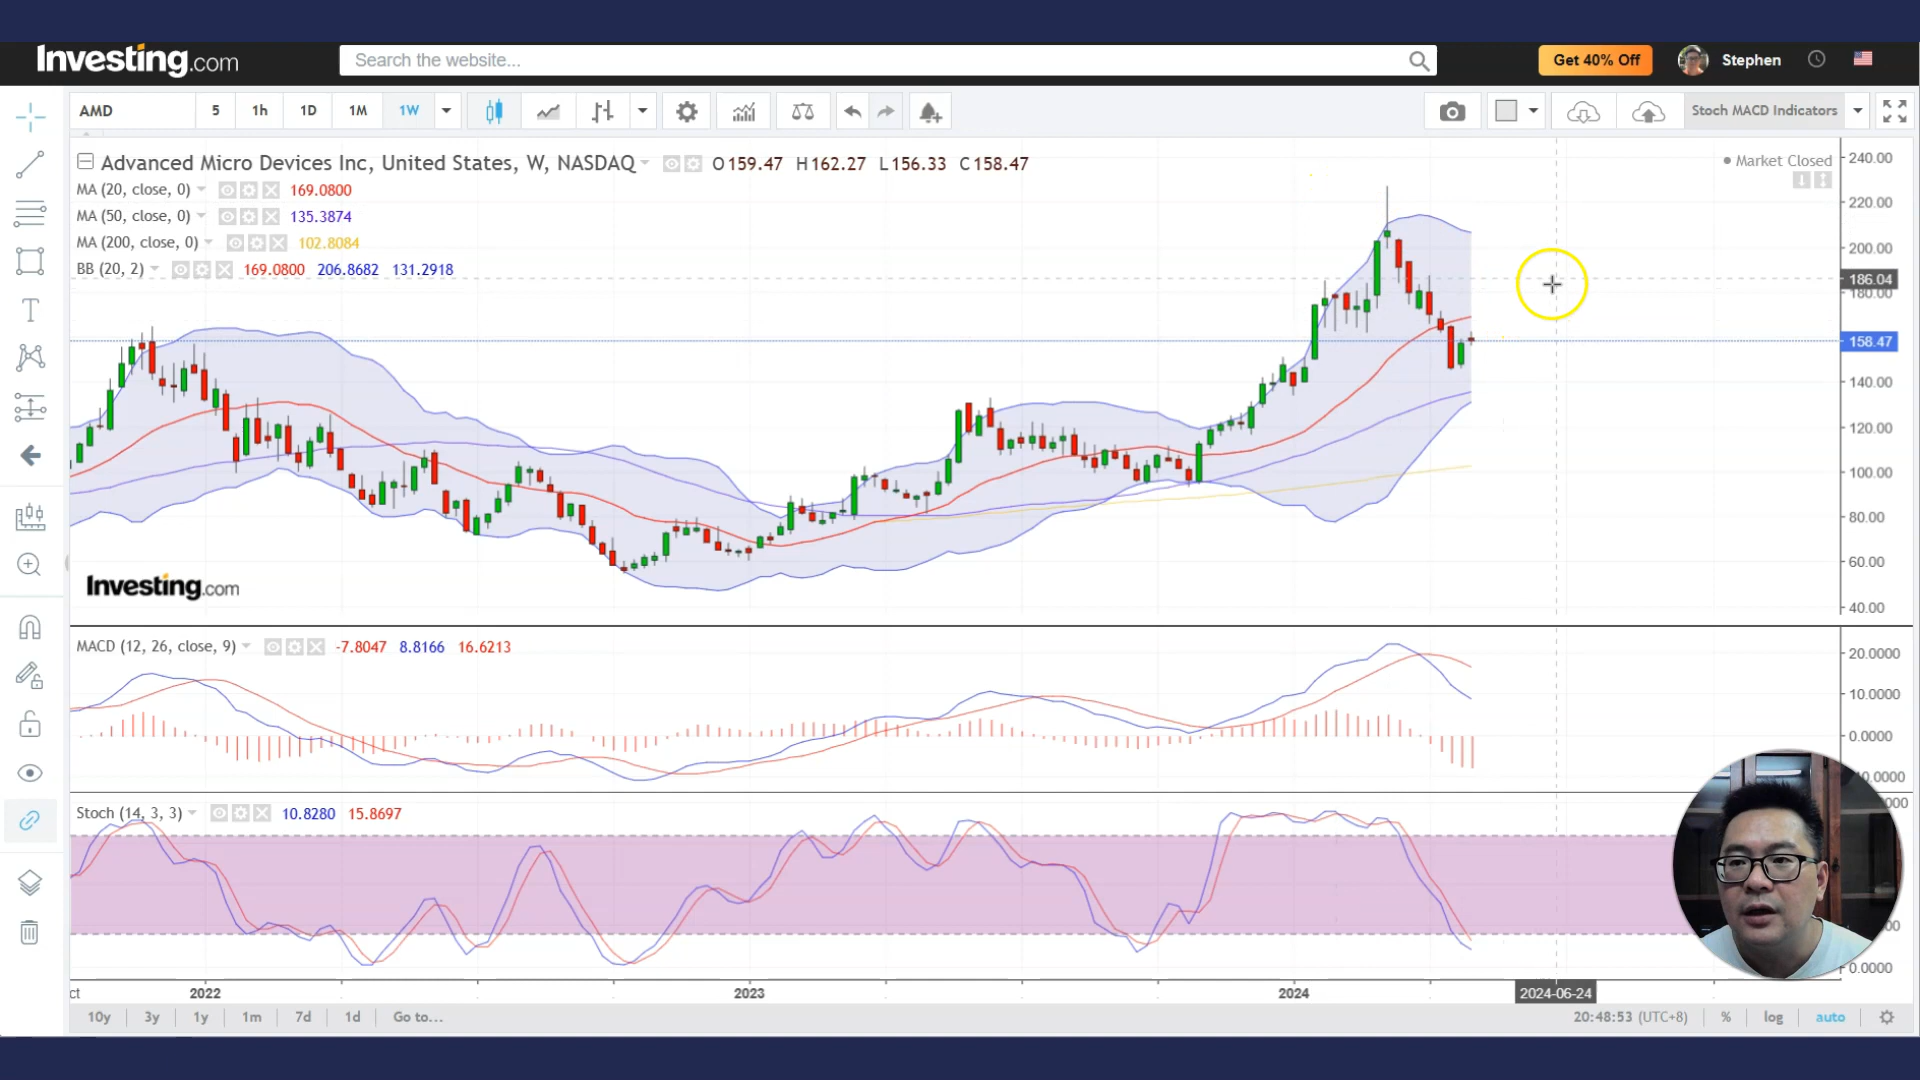 Investing.com
Search the website...
Get 40% Off
Stephen
AMD 5 1h 1D 1M 1W
Stoch MACD Indicators
Advanced Micro Devices Inc, United States, W, NASDAQ O159.47 H162.27 L156.33 C158.47
Market Closed
MA (20, close, 0) 169.0800
MA (50, close, 0) 135.3874
MA (200, close, 0) 102.8084
BB (20, 2) 169.0800 206.8682 131.2918
240.00
220.00
200.00
186.04
180.00
158.47
140.00
120.00
100.00
80.00
60.00
40.00
Investing.com
MACD (12, 26, close, 9) -7.8047 8.8166 16.6213
20.0000
10.0000
0.0000
Stoch (14, 3, 3) 10.8280 15.8697
0.0000
2022 2023 2024 2024-06-24
10y 3y 1y 1m 7d 1d Go to...
20:48:53 (UTC+8) % log auto